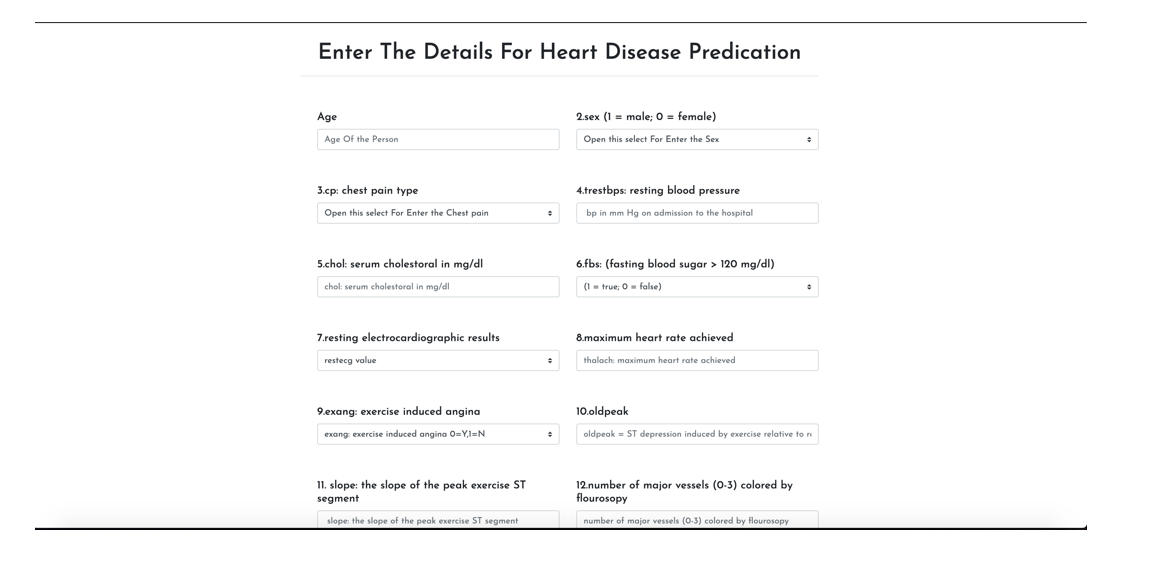 Enter The Details For Heart Disease Predication
Age
2.sex (1 = male; 0 = female)
Age Of the Person
Open this select For Enter the Sex
3.cp: chest pain type
4.trestbps: resting blood pressure
Open this select For Enter the Chest pain
bp in mm Hg on admission to the hospital
5.chol: serum cholestoral in mg/dl
6.fbs: (fasting blood sugar > 120 mg/dl)
chol: serum cholestoral in mg/dl
(1 = true; 0 = false)
7.resting electrocardiographic results
8.maximum heart rate achieved
restecg value
thalach: maximum heart rate achieved
9.exang: exercise induced angina
10.oldpeak
exang: exercise induced angina 0=Y,1=N
oldpeak = ST depression induced by exercise relative to
11. slope: the slope of the peak exercise ST
segment
12.number of major vessels (0-3) colored by
flourosopy
slope: the slope of the peak exercise ST segment
number of major vessels (0-3) colored by flourosopy